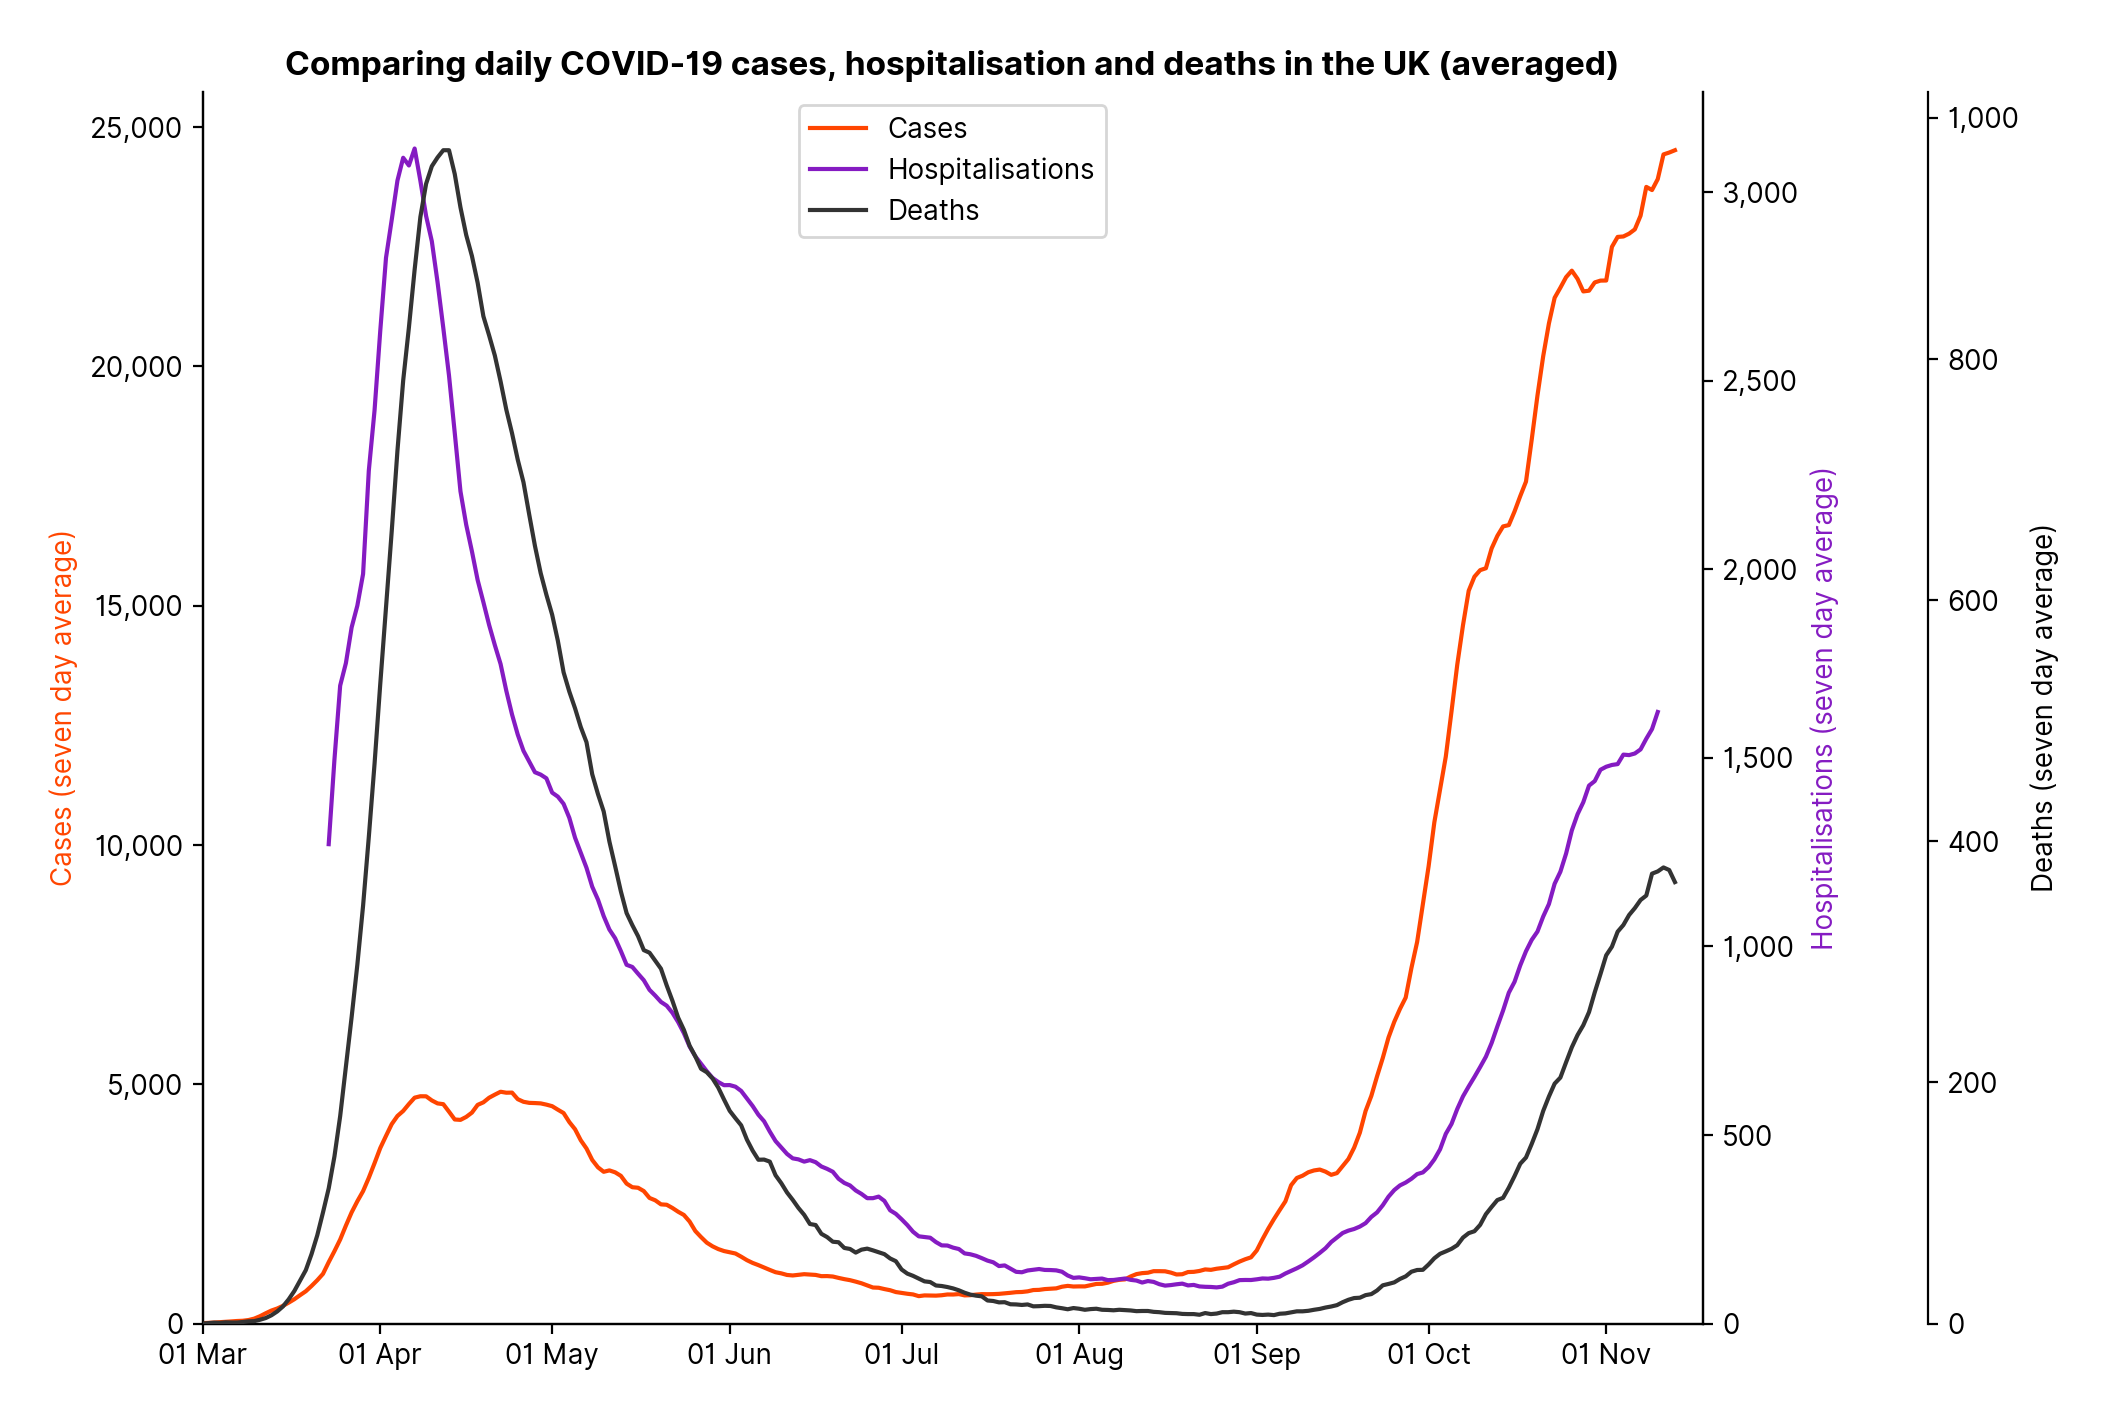 Comparing daily COVID-19 cases, hospitalisation and deaths in the UK (averaged)
Cases
Hospitalisations
Deaths
Cases (seven day average)
25,000
20,000
15,000
10,000
5,000
0
01 Mar
01 Apr
01 May
01 Jun
01 Jul
01 Aug
01 Sep
01 Oct
01 Nov
3,000
2,500
2,000
1,500
1,000
500
0
Hospitalisations (seven day average)
1,000
800
600
400
200
0
Deaths (seven day average)